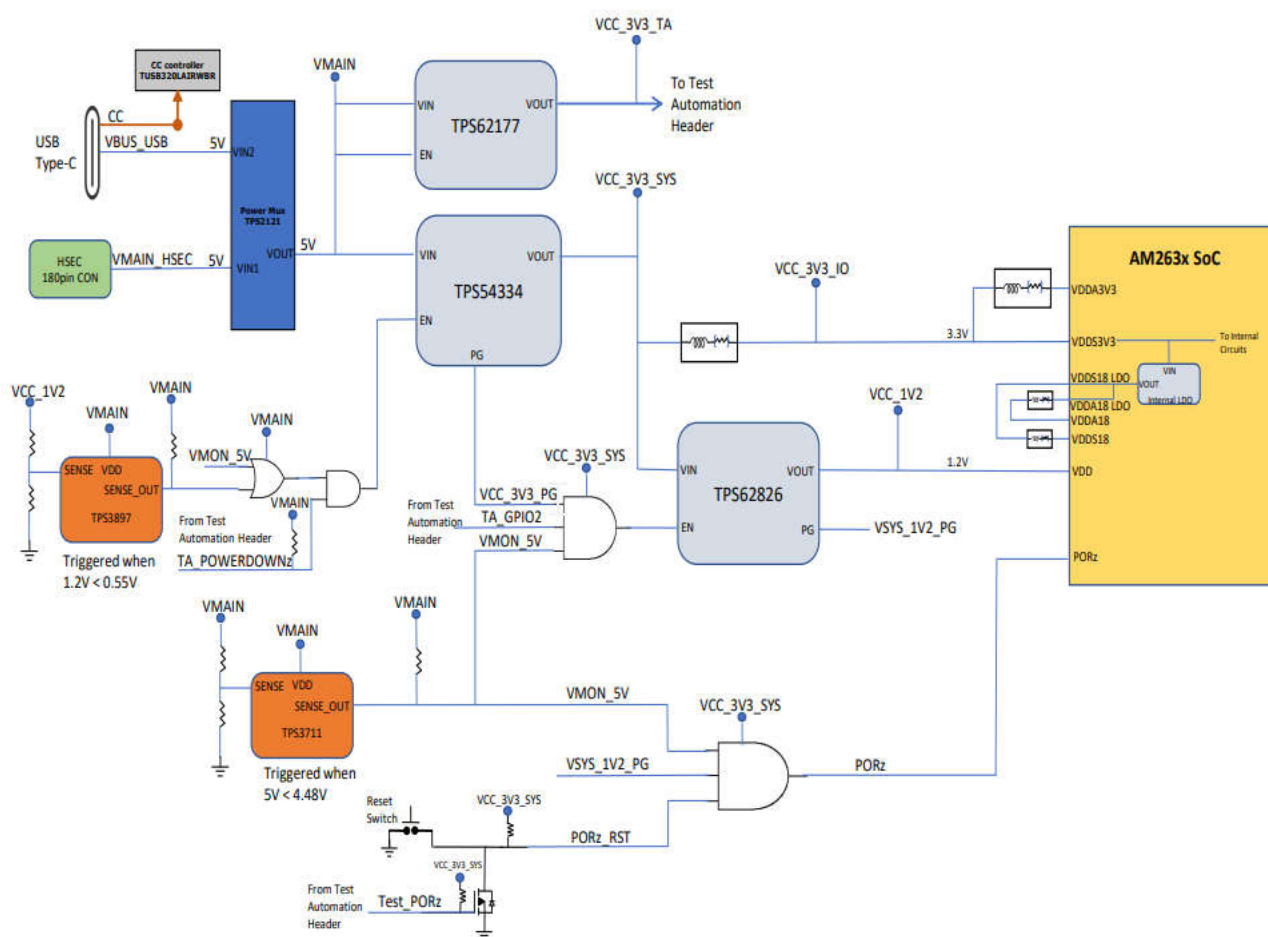 VCC_3V3_TA
CC controller
TUSB320LAIRWBR
VMAIN
CC
USB
Type-C
VBUS_USB
5V
VIN2
Power Mux
TPS2121
VIN
VOUT
EN
TPS62177
To Test
Automation
Header
VCC_3V3_SYS
HSEC
180pin CON
VMAIN_HSEC
5V
VIN1
VOUT
5V
VIN
VOUT
TPS54334
EN
PG
VCC_3V3_IO
3.3V
AM263x SoC
VDDA3V3
VDDS3V3
To Internal
Circuits
VIN
VOUT
Internal LDO
VDDS18 LDO
VDDA18 LDO
VDDA18
VDDS18
VDD
PORz
VCC_1V2
VMAIN
VMAIN
VMAIN
SENSE
VDD
SENSE_OUT
TPS3897
VMON_5V
Triggered when
1.2V < 0.55V
From Test
Automation Header
VMAIN
TA_POWERDOWNz
VCC_3V3_SYS
VCC_3V3_PG
From Test
Automation
Header
TA_GPIO2
VMON_5V
VCC_1V2
VIN
VOUT
1.2V
TPS62826
EN
PG
VSYS_1V2_PG
VMAIN
VMAIN
VMAIN
SENSE
VDD
SENSE_OUT
TPS3711
Triggered when
5V < 4.48V
VMON_5V
VCC_3V3_SYS
VSYS_1V2_PG
PORz
Reset
Switch
VCC_3V3_SYS
PORz_RST
VCC_3V3_SYS
From Test
Automation
Header
Test_PORz